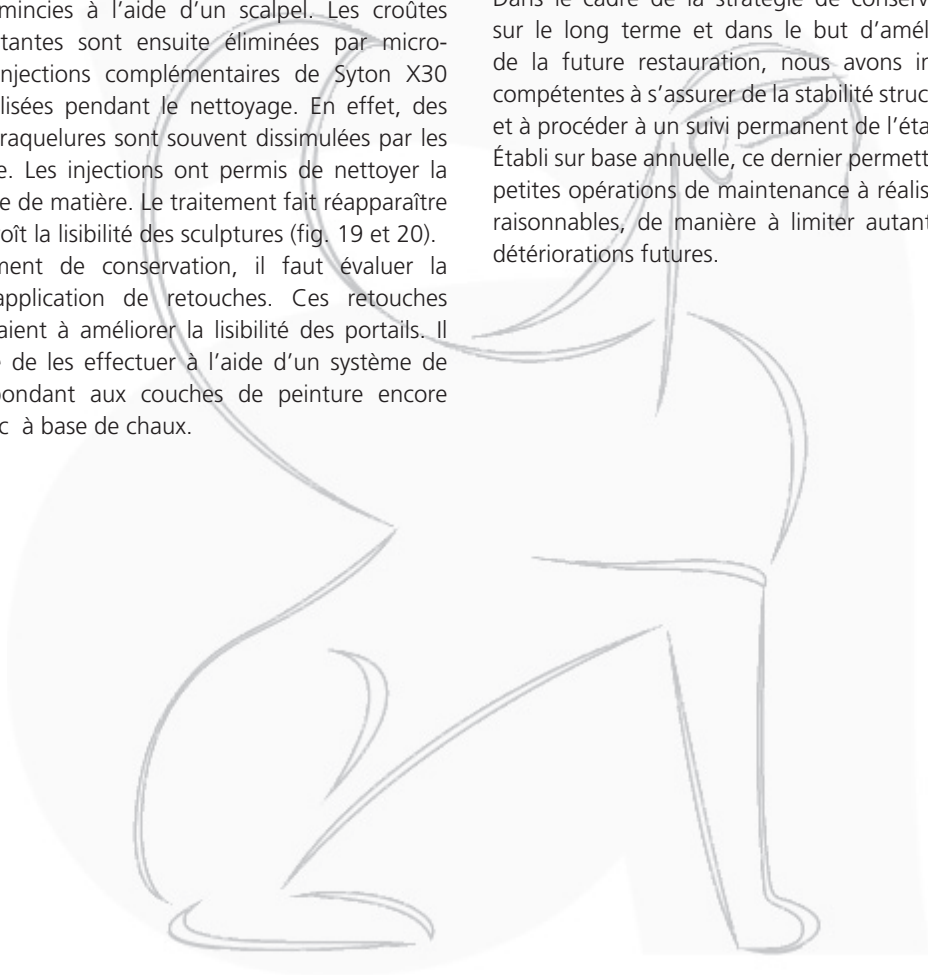 mincies à l'aide d'un scalpel. Les croûtes
tantes sont ensuite éliminées par micro-
njections complémentaires de Syton X30
lisées pendant le nettoyage. En effet, des
raquelures sont souvent dissimulées par les
e. Les injections ont permis de nettoyer la
e de matière. Le traitement fait réapparaître
oît la lisibilité des sculptures (fig. 19 et 20).
ment de conservation, il faut évaluer la
application de retouches. Ces retouches
aient à améliorer la lisibilité des portails. Il
e de les effectuer à l'aide d'un système de
pondant aux couches de peinture encore
c à base de chaux.
Dans le cadre de la stratégie de conserv
sur le long terme et dans le but d'amél
de la future restauration, nous avons in
compétentes à s'assurer de la stabilité struc
et à procéder à un suivi permanent de l'éta
Établi sur base annuelle, ce dernier permett
petites opérations de maintenance à réalis
raisonnables, de manière à limiter autant
détériorations futures.